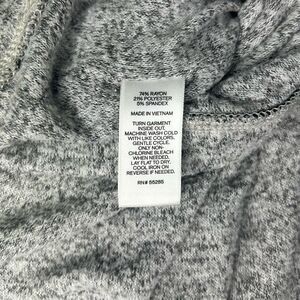 74% RAYON
21% POLYESTER
5% SPANDEX
MADE IN VIETNAM
TURN GARMENT
INSIDE OUT,
MACHINE WASH COLD
WITH LIKE COLORS,
GENTLE CYCLE.
ONLY NON-
CHLORINE BLEACH
WHEN NEEDED,
LAY FLAT TO DRY,
COOL IRON ON
REVERSE IF NEEDED.
RN# 55285